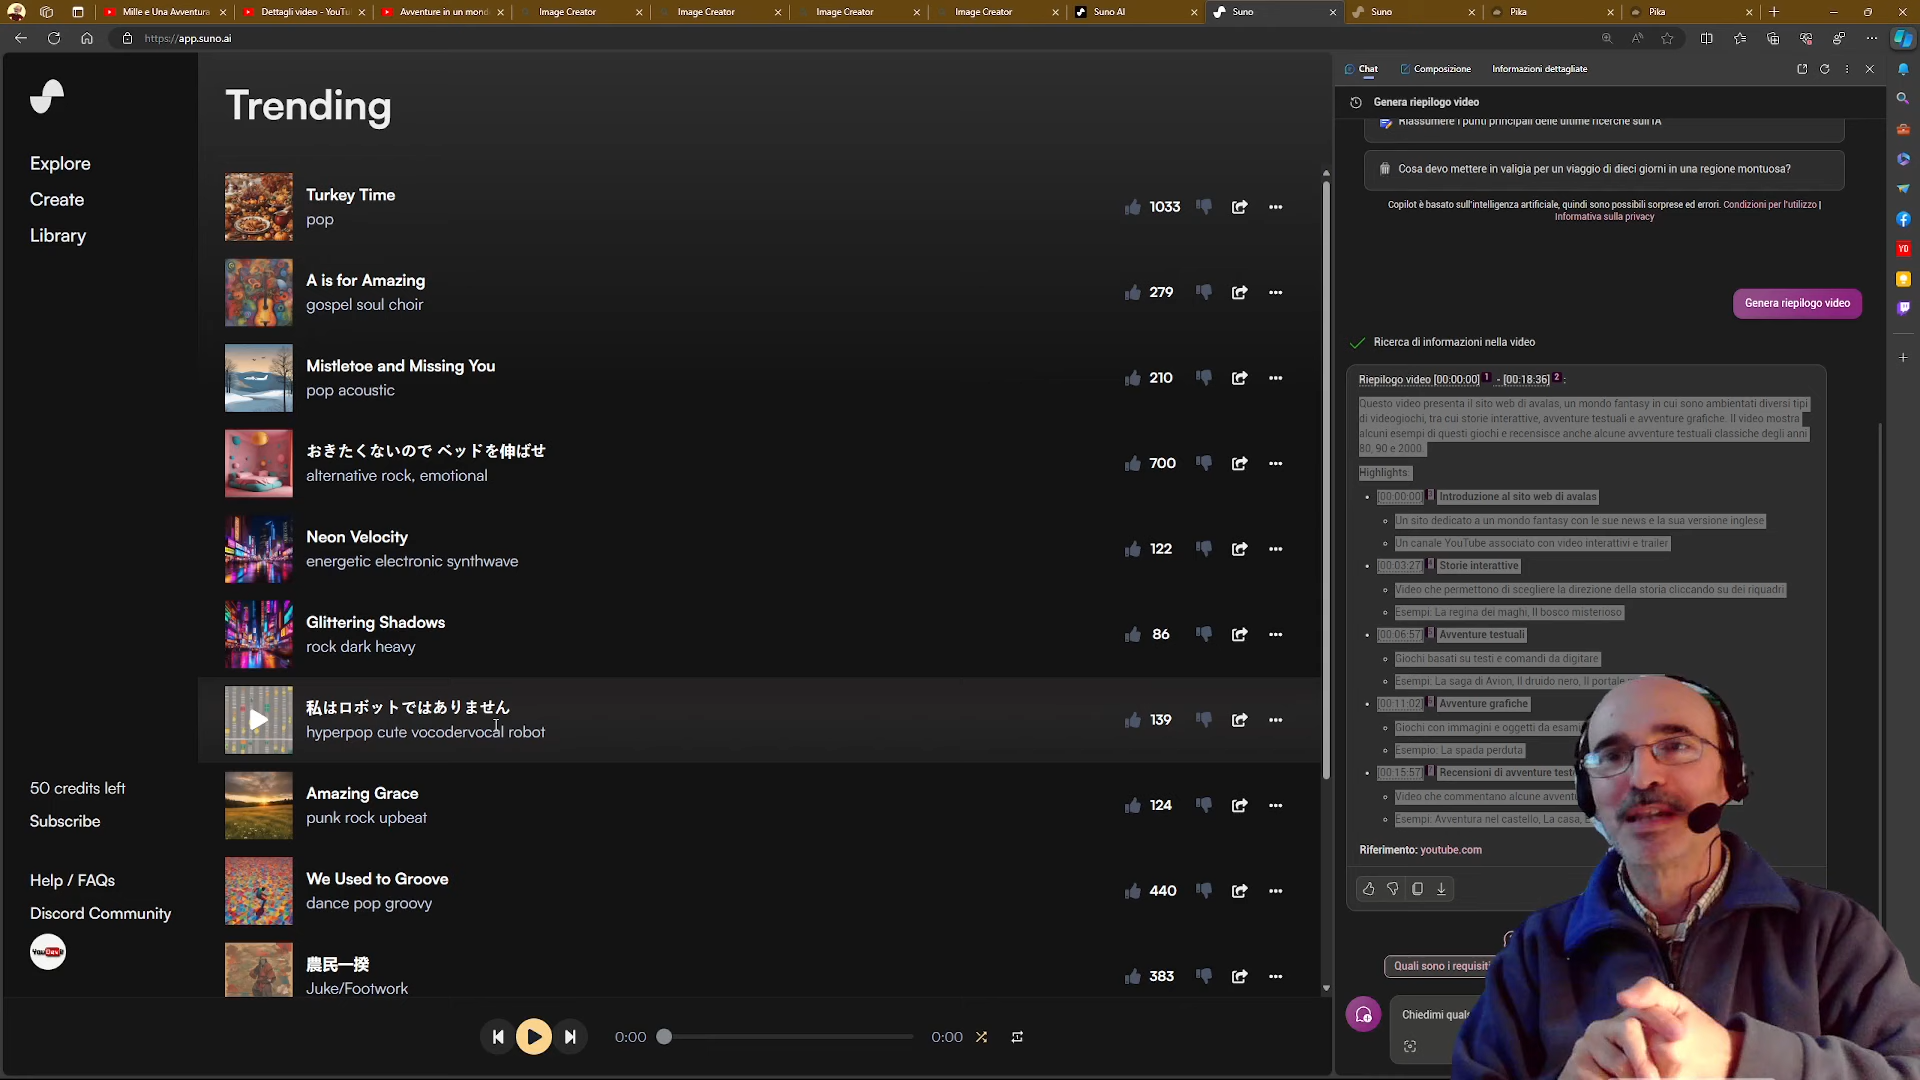 Mille e Una Avventura
Dettagli video - YouTu
Avventure in un mond
Image Creator
Image Creator
Image Creator
Image Creator
Suno AI
Suno
Suno
Pika
Pika
https://app.suno.ai
Explore
Create
Library
50 credits left
Subscribe
Help / FAQs
Discord Community
Trending
Turkey Time
pop
1033
A is for Amazing
gospel soul choir
279
Mistletoe and Missing You
pop acoustic
210
おきたくないので ベッドを伸ばせ
alternative rock, emotional
700
Neon Velocity
energetic electronic synthwave
122
Glittering Shadows
rock dark heavy
86
私はロボットではありません
hyperpop cute vocodervocal robot
139
Amazing Grace
punk rock upbeat
124
We Used to Groove
dance pop groovy
440
農民一揆
Juke/Footwork
383
0:00
0:00
Chat
Composizione
Informazioni dettagliate
Genera riepilogo video
Riassumere i punti principali delle ultime ricerche sull'IA
Cosa devo mettere in valigia per un viaggio di dieci giorni in una regione montuosa?
Copilot è basato sull'intelligenza artificiale, quindi sono possibili sorprese ed errori. Condizioni per l'utilizzo |
Informativa sulla privacy
Genera riepilogo video
Ricerca di informazioni nella video
Riepilogo video [00:00:00] 1 - [00:18:36] 2 :
Questo video presenta il sito web di avalas, un mondo fantasy in cui sono ambientati diversi tipi
di videogiochi, tra cui storie interattive, avventure testuali e avventure grafiche. Il video mostra
alcuni esempi di questi giochi e recensisce anche alcune avventure testuali classiche degli anni
80, 90 e 2000.
Highlights:
[00:00:00] Introduzione al sito web di avalas
Un sito dedicato a un mondo fantasy con le sue news e la sua versione inglese
Un canale YouTube associato con video interattivi e trailer
[00:03:27] Storie interattive
Video che permettono di scegliere la direzione della storia cliccando su dei riquadri
Esempi: La regina dei maghi, Il bosco misterioso
[00:06:57] Avventure testuali
Giochi basati su testi e comandi da digitare
Esempi: La saga di Avion, Il druido nero, Il portale
[00:11:02] Avventure grafiche
Giochi con immagini e oggetti da esam
Esempio: La spada perduta
[00:15:57] Recensioni di avventure test
Video che commentano alcune avventu
Esempi: Avventura nel castello, La casa,
Riferimento: youtube.com
Quali sono i requisiti
Chiedimi quals
YD